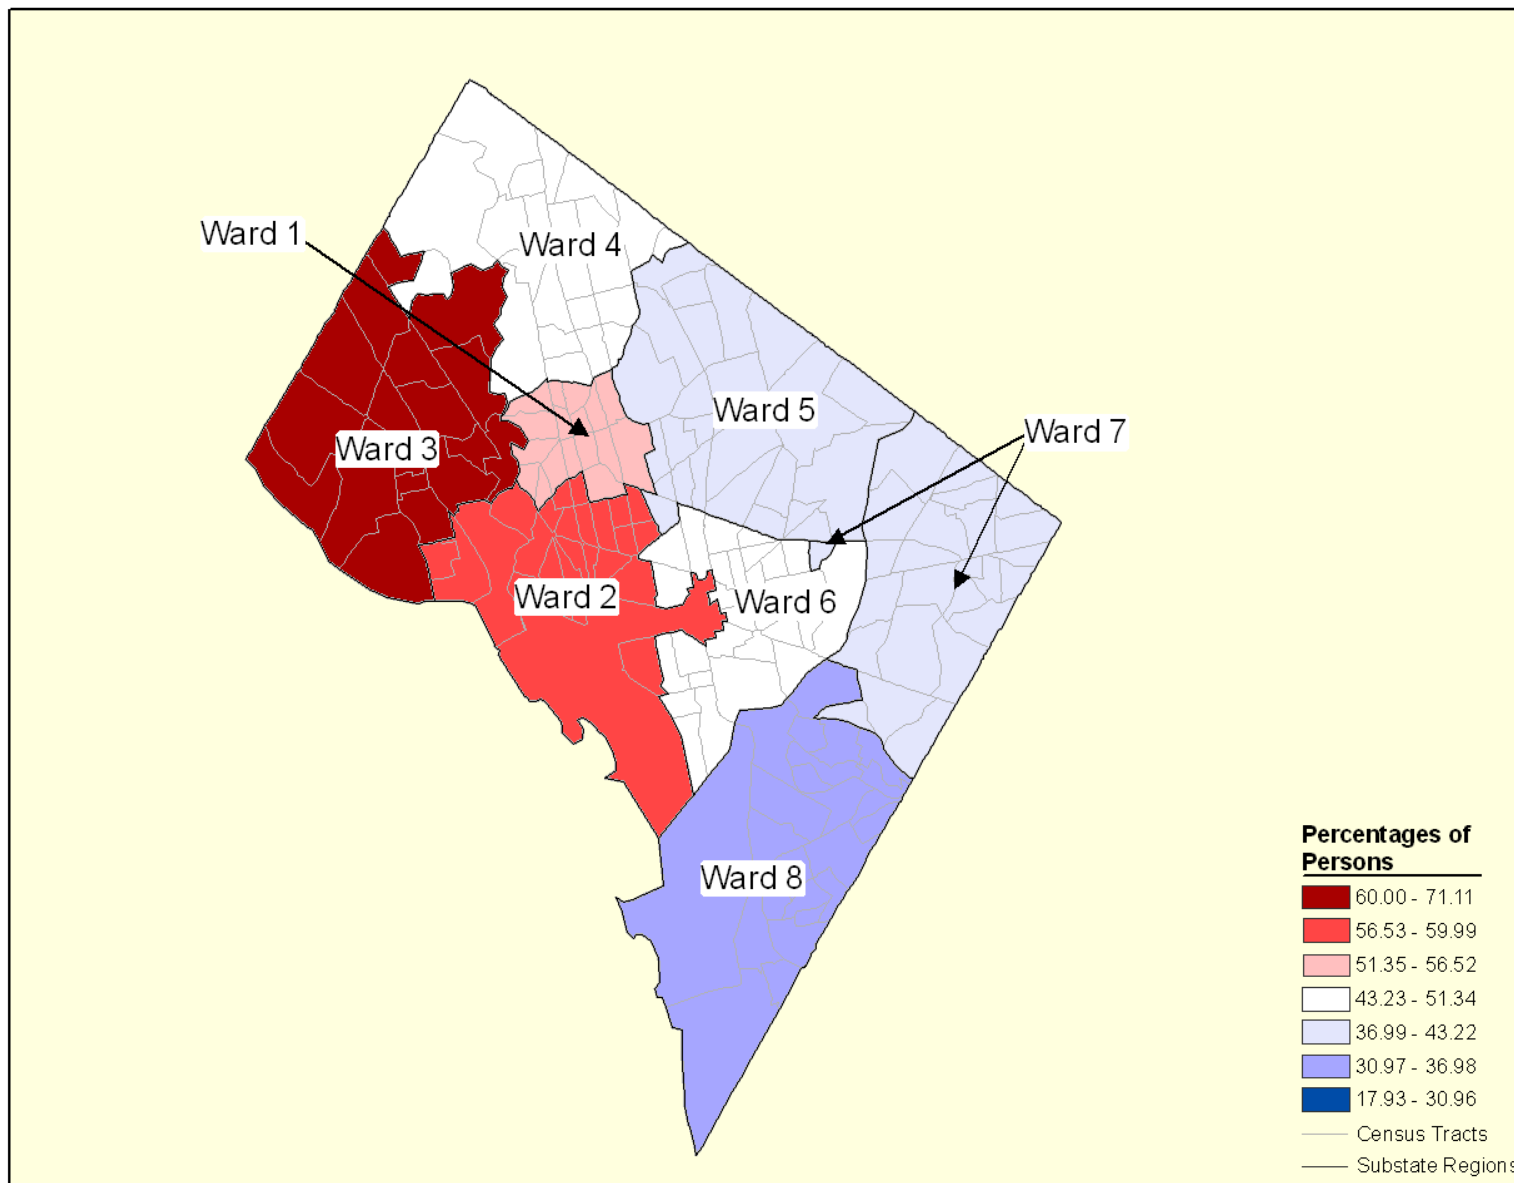 Ward 1
Ward 4
Ward 5
Ward 7
Ward 3
Ward 2
Ward 6
Ward 8
Percentages of
Persons
60.00 - 71.11
56.53 - 59.99
51.35 - 56.52
43.23 - 51.34
36.99 - 43.22
30.97 - 36.98
17.93 - 30.96
Census Tracts
Substate Regions